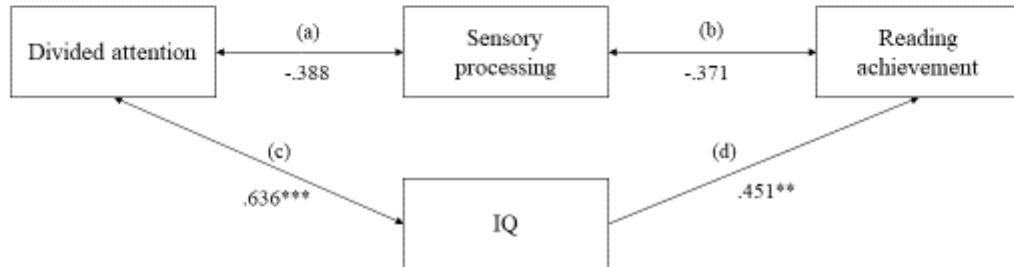 Divided attention
(a)
-.388
Sensory
processing
(b)
-.371
Reading
achievement
(c)
.636***
IQ
(d)
.451**